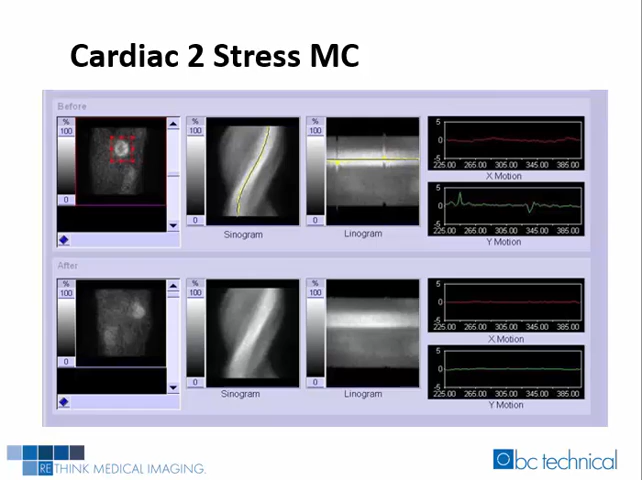 Cardiac 2 Stress MC
Before
%
100
0
%
100
0
Sinogram
%
100
0
Linogram
5
0
-5
225.00 265.00 305.00 345.00 385.00
X Motion
5
0
-5
225.00 265.00 305.00 345.00 385.00
Y Motion
After
%
100
0
%
100
0
Sinogram
%
100
0
Linogram
5
0
-5
225.00 265.00 305.00 345.00 385.00
X Motion
5
0
-5
225.00 265.00 305.00 345.00 385.00
Y Motion
RETHINK MEDICAL IMAGING.
bc technical